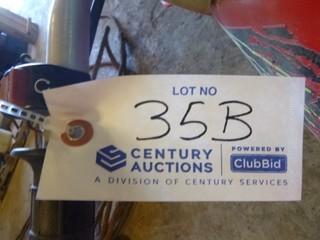 LOT NO
35B
CENTURY AUCTIONS
POWERED BY
ClubBid
A DIVISION OF CENTURY SERVICES